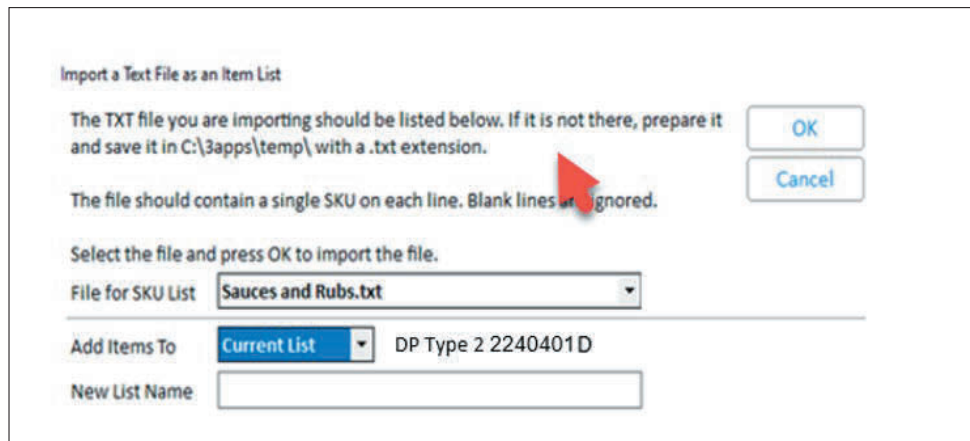 Import a Text File as an Item List
The TXT file you are importing should be listed below. If it is not there, prepare it
and save it in C:\3apps\temp\ with a .txt extension.
OK
Cancel
The file should contain a single SKU on each line. Blank lines are ignored.
Select the file and press OK to import the file.
File for SKU List Sauces and Rubs.txt
Add Items To Current List DP Type 2 2240401D
New List Name